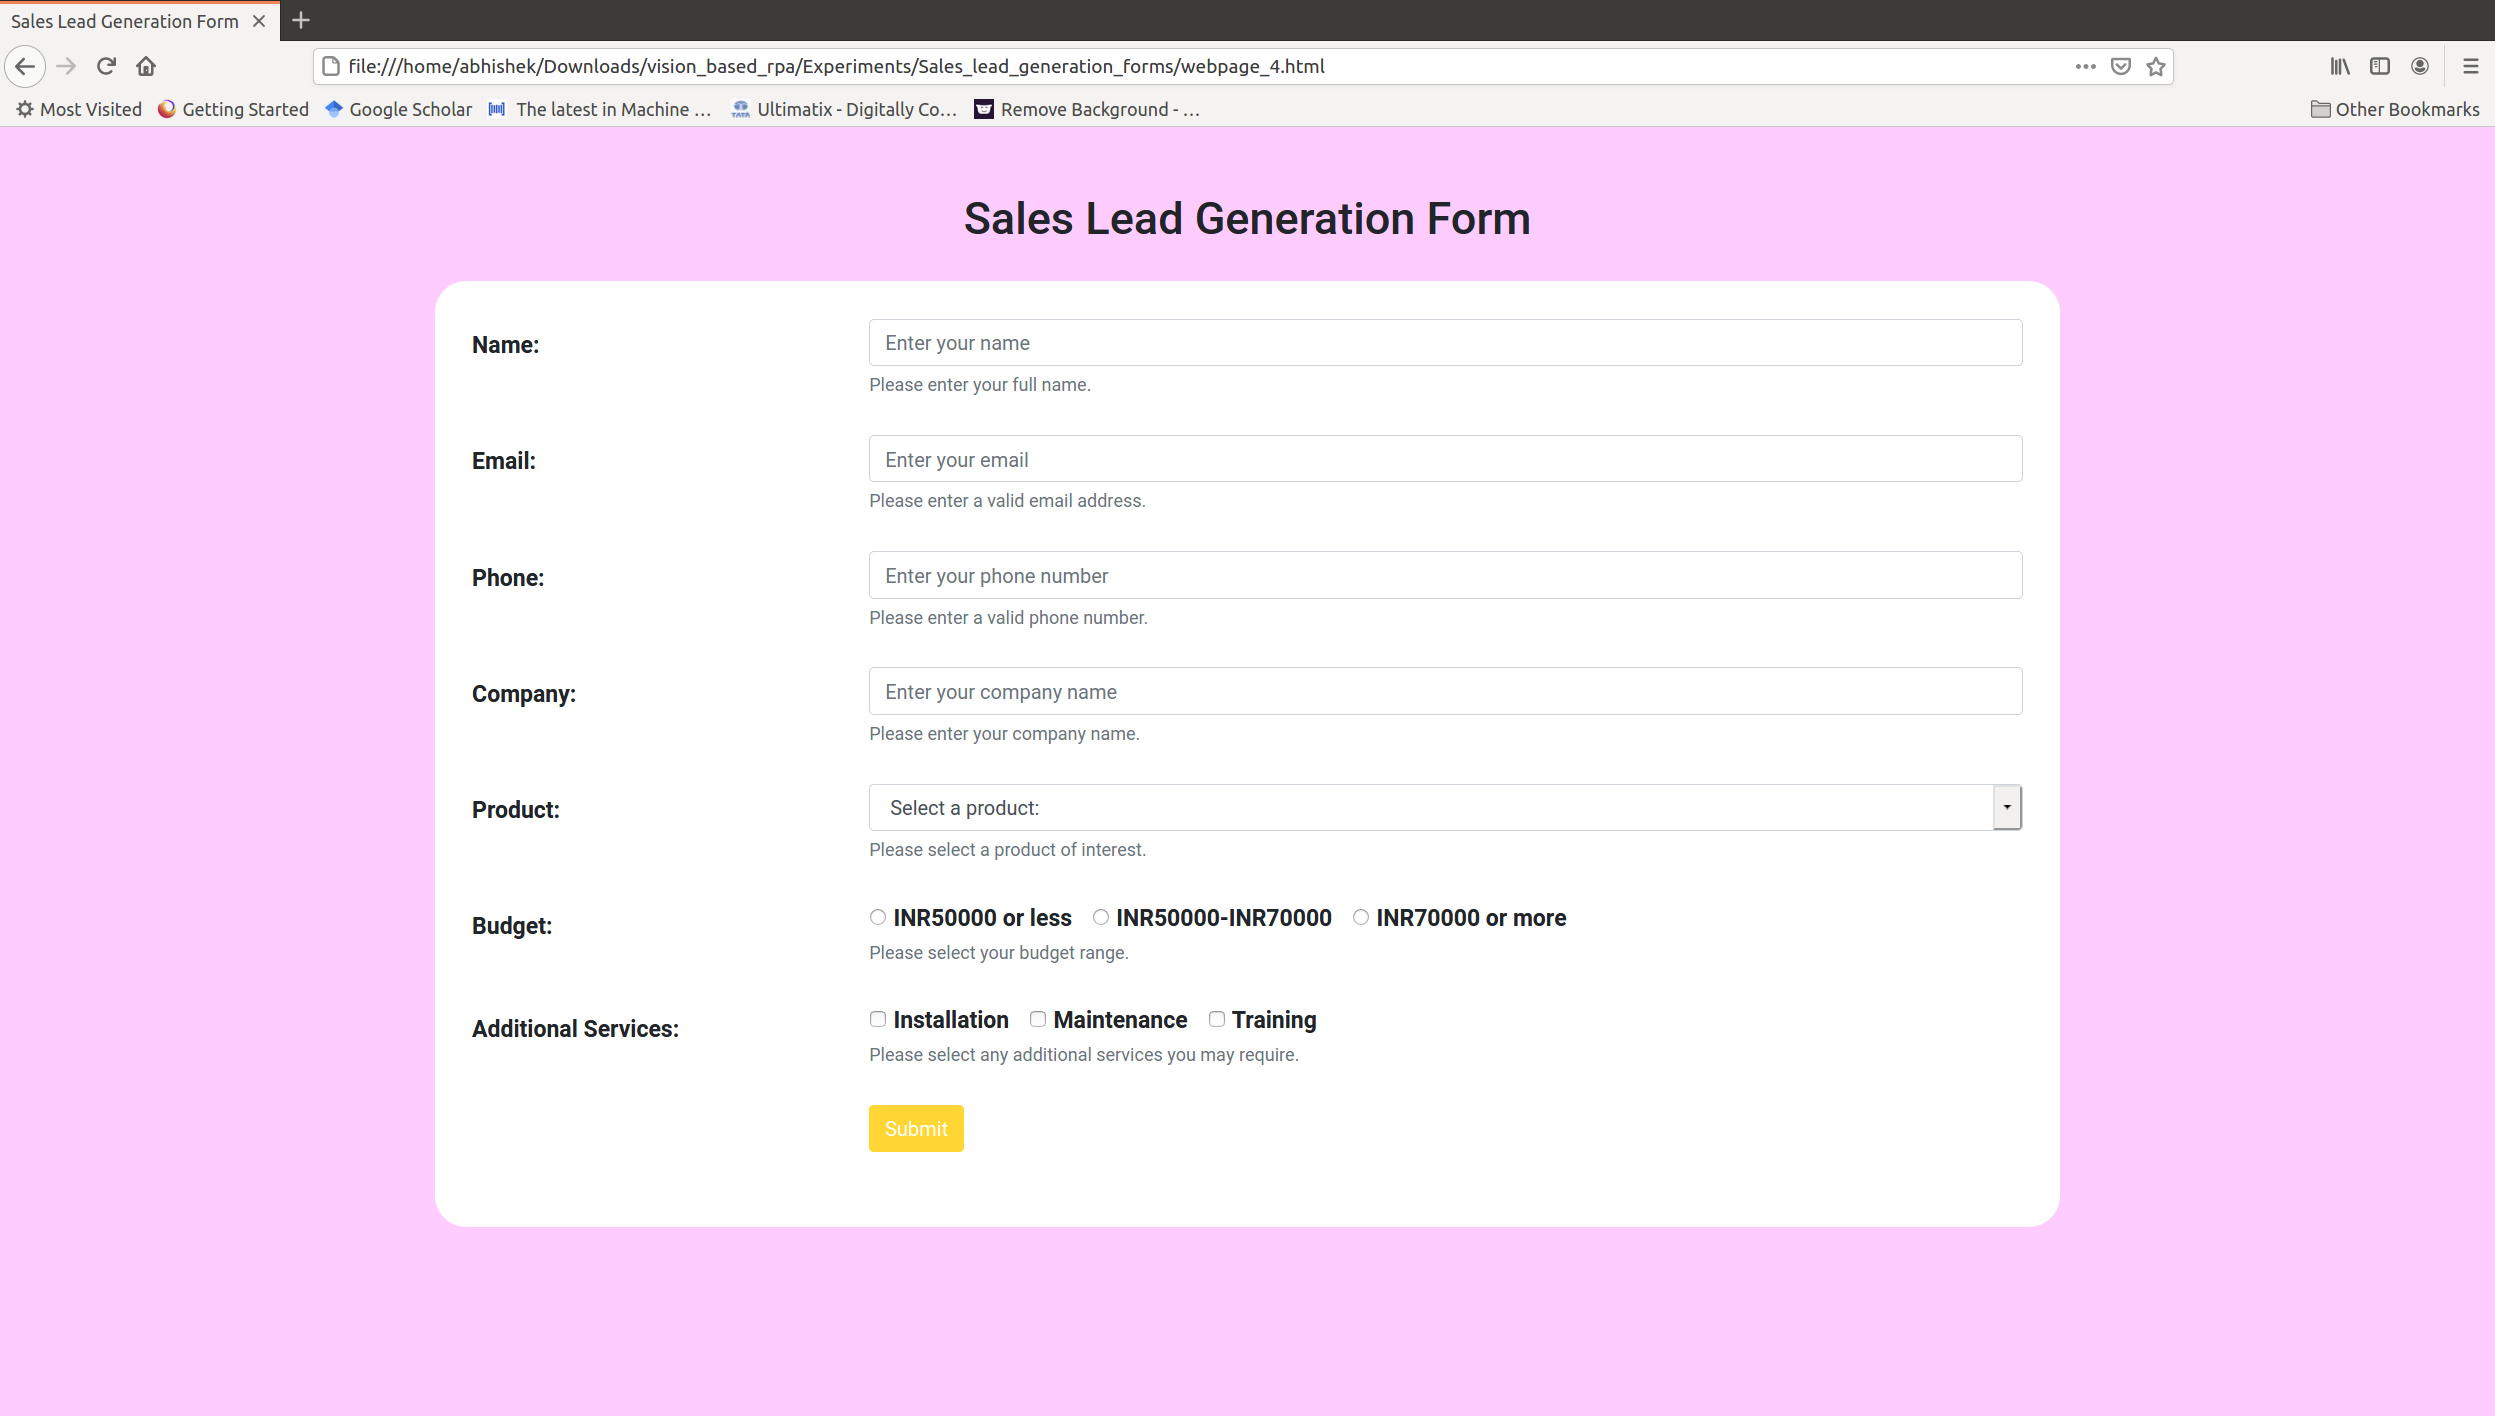 Sales Lead Generation Form
file:///home/abhishek/Downloads/vision_based_rpa/Experiments/Sales_lead_generation_forms/webpage_4.html
Most Visited Getting Started Google Scholar The latest in Machine ... Ultimatix - Digitally Co... Remove Background - ... Other Bookmarks
Sales Lead Generation Form
Name: Enter your name
Please enter your full name.
Email: Enter your email
Please enter a valid email address.
Phone: Enter your phone number
Please enter a valid phone number.
Company: Enter your company name
Please enter your company name.
Product: Select a product:
Please select a product of interest.
Budget: INR50000 or less INR50000-INR70000 INR70000 or more
Please select your budget range.
Additional Services: Installation Maintenance Training
Please select any additional services you may require.
Submit